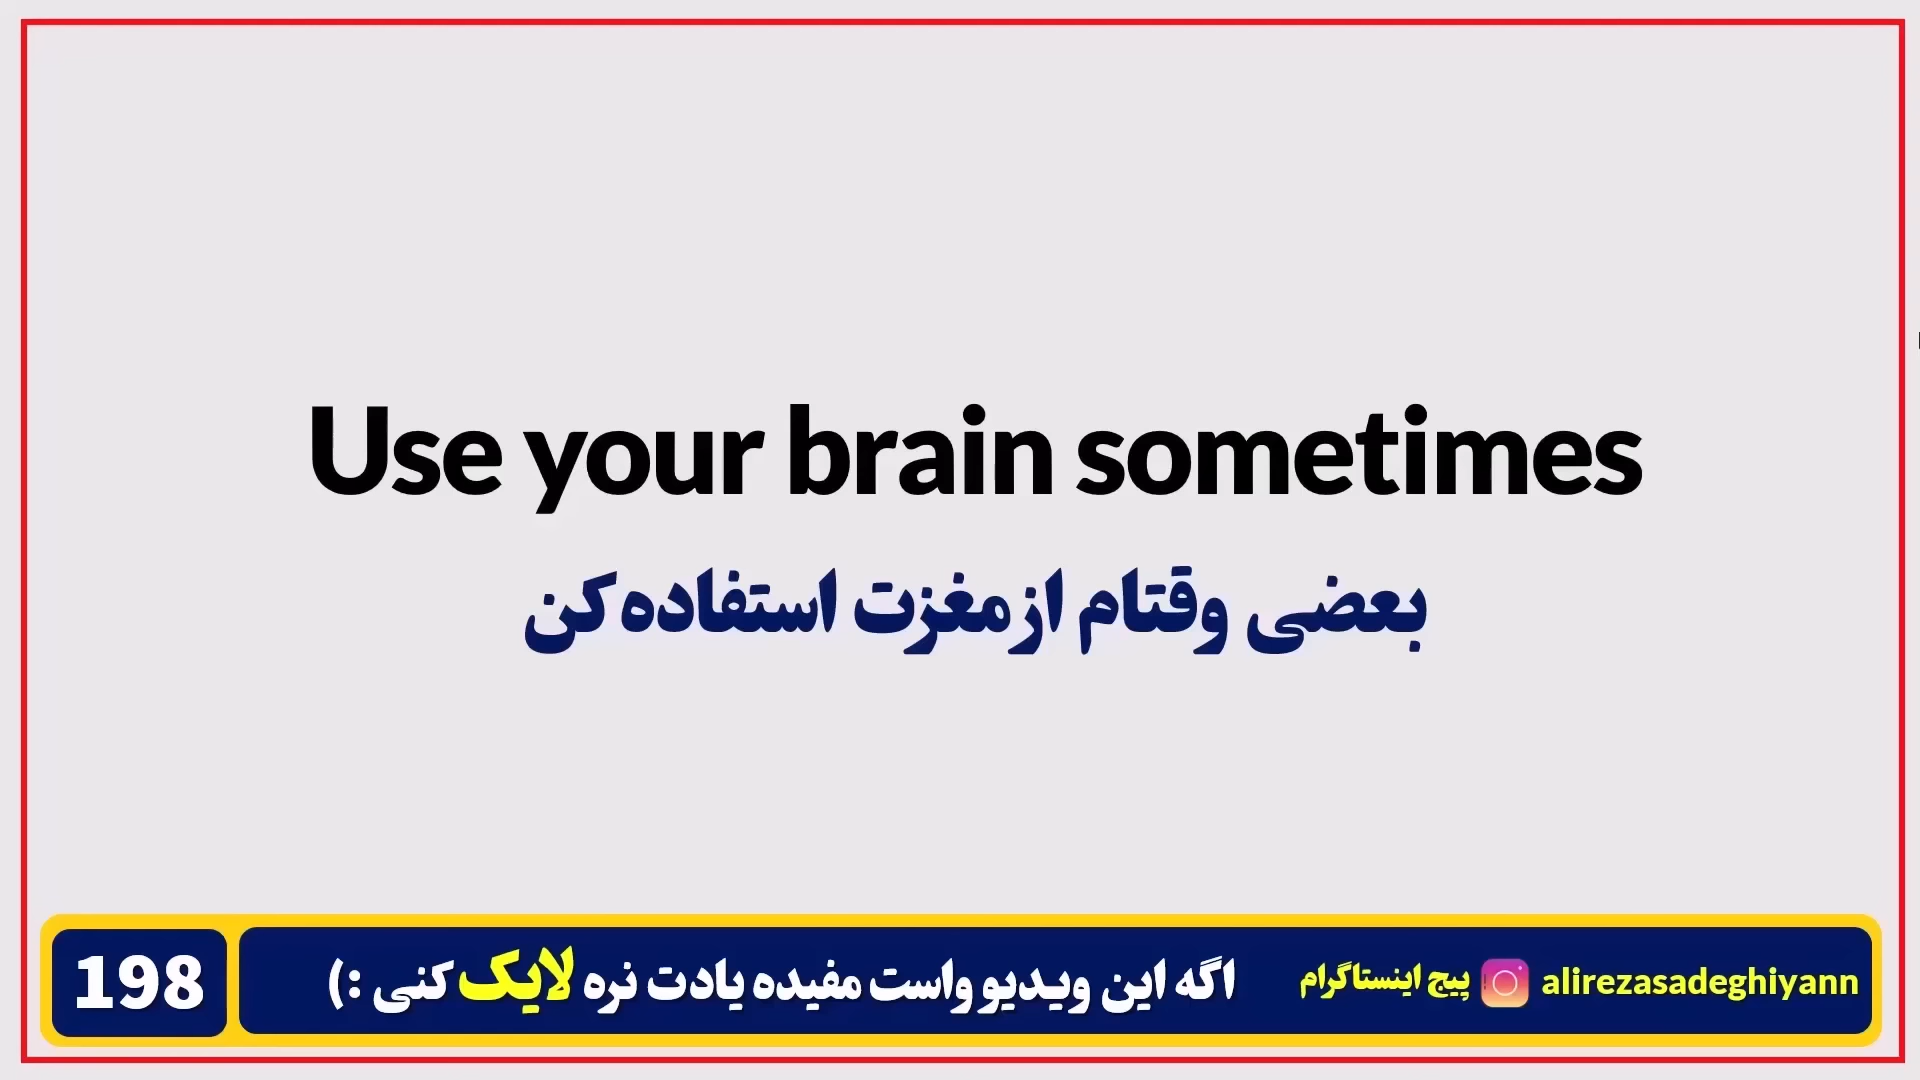 Use your brain sometimes
بعضی وقتام از مغزت استفاده کن
198
اگه این ویدیو واست مفیده یادت نره لایک کنی :)
پیج اینستاگرام
alirezasadeghiyann